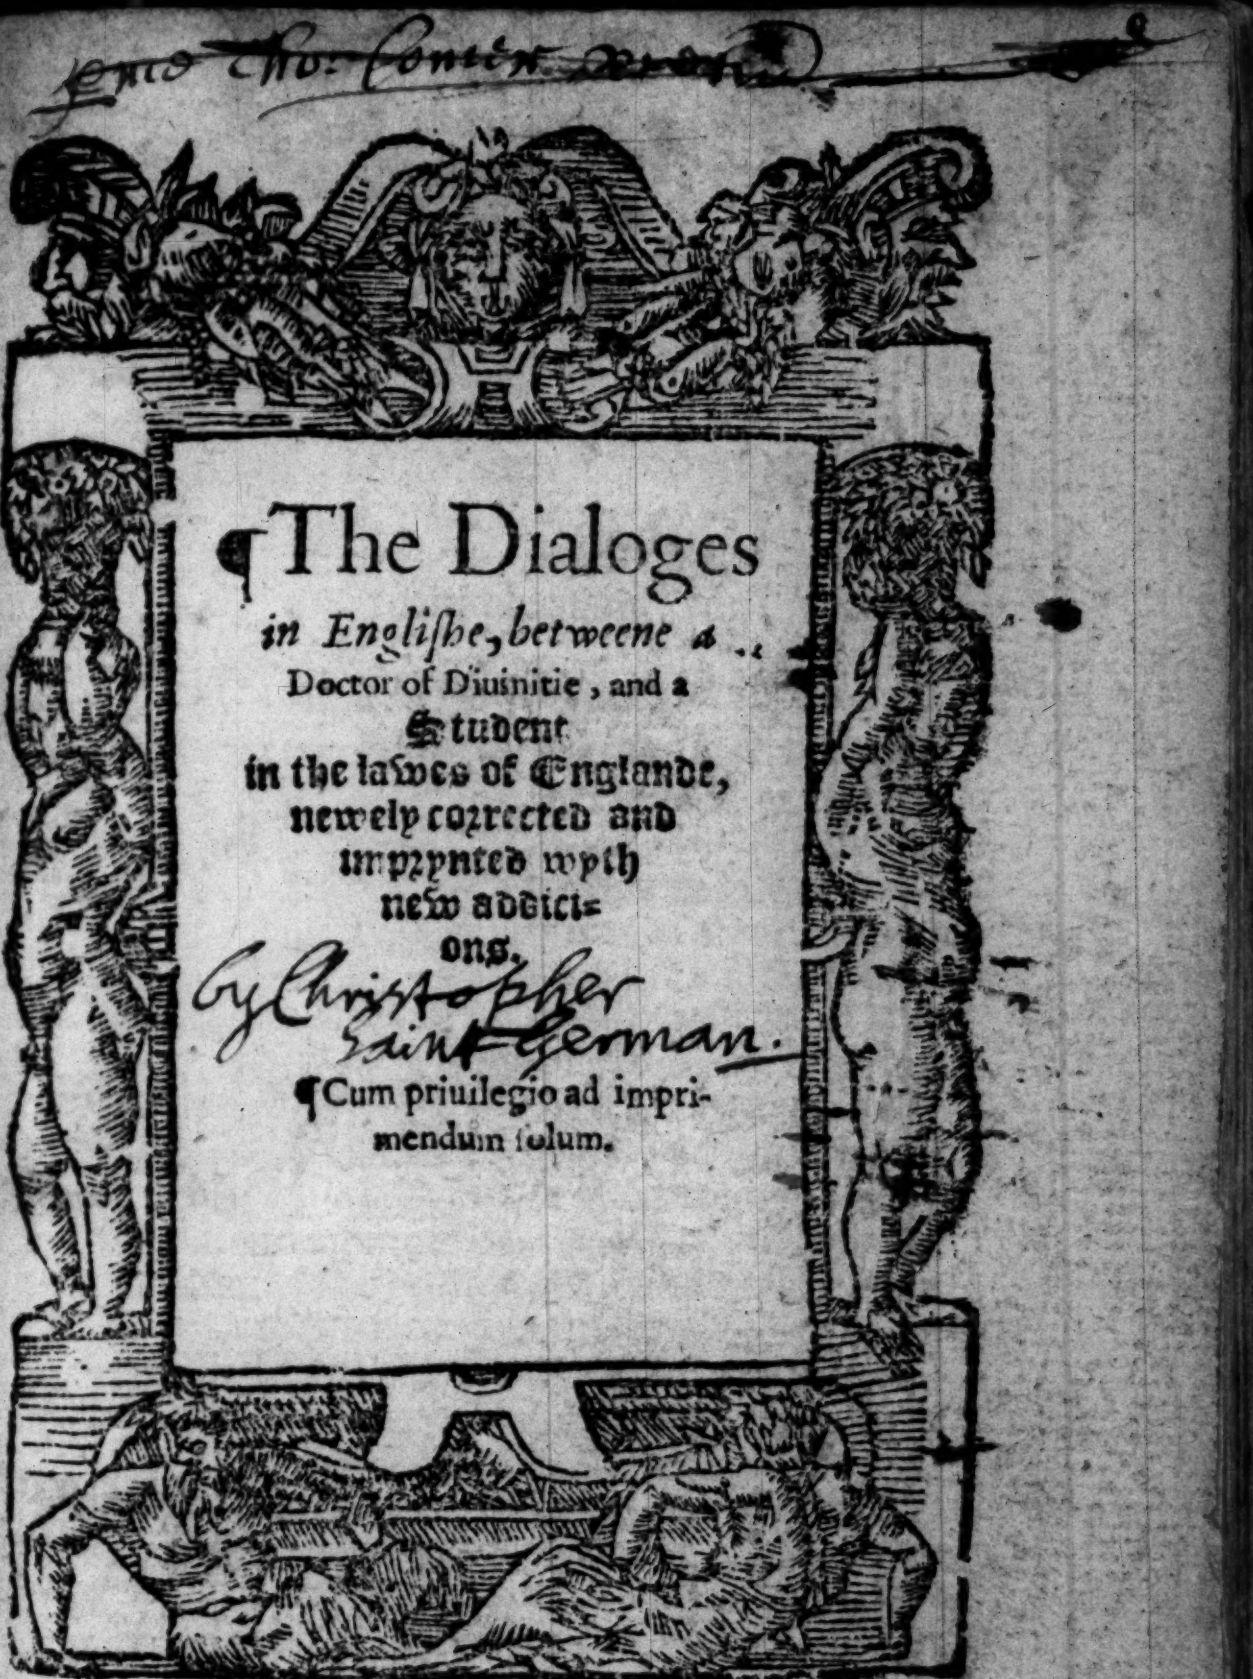 Tho:
¶The Dialoges
in Engliſhe, betweene a
Doctor of Diuinitie, and a
Student
in the lawes of Englande,
newely corrected and
imprynted wyth
new addici=
ons.
by Christopher
Saint German.
¶Cum priuilegio ad impri-
mendum ſolum.